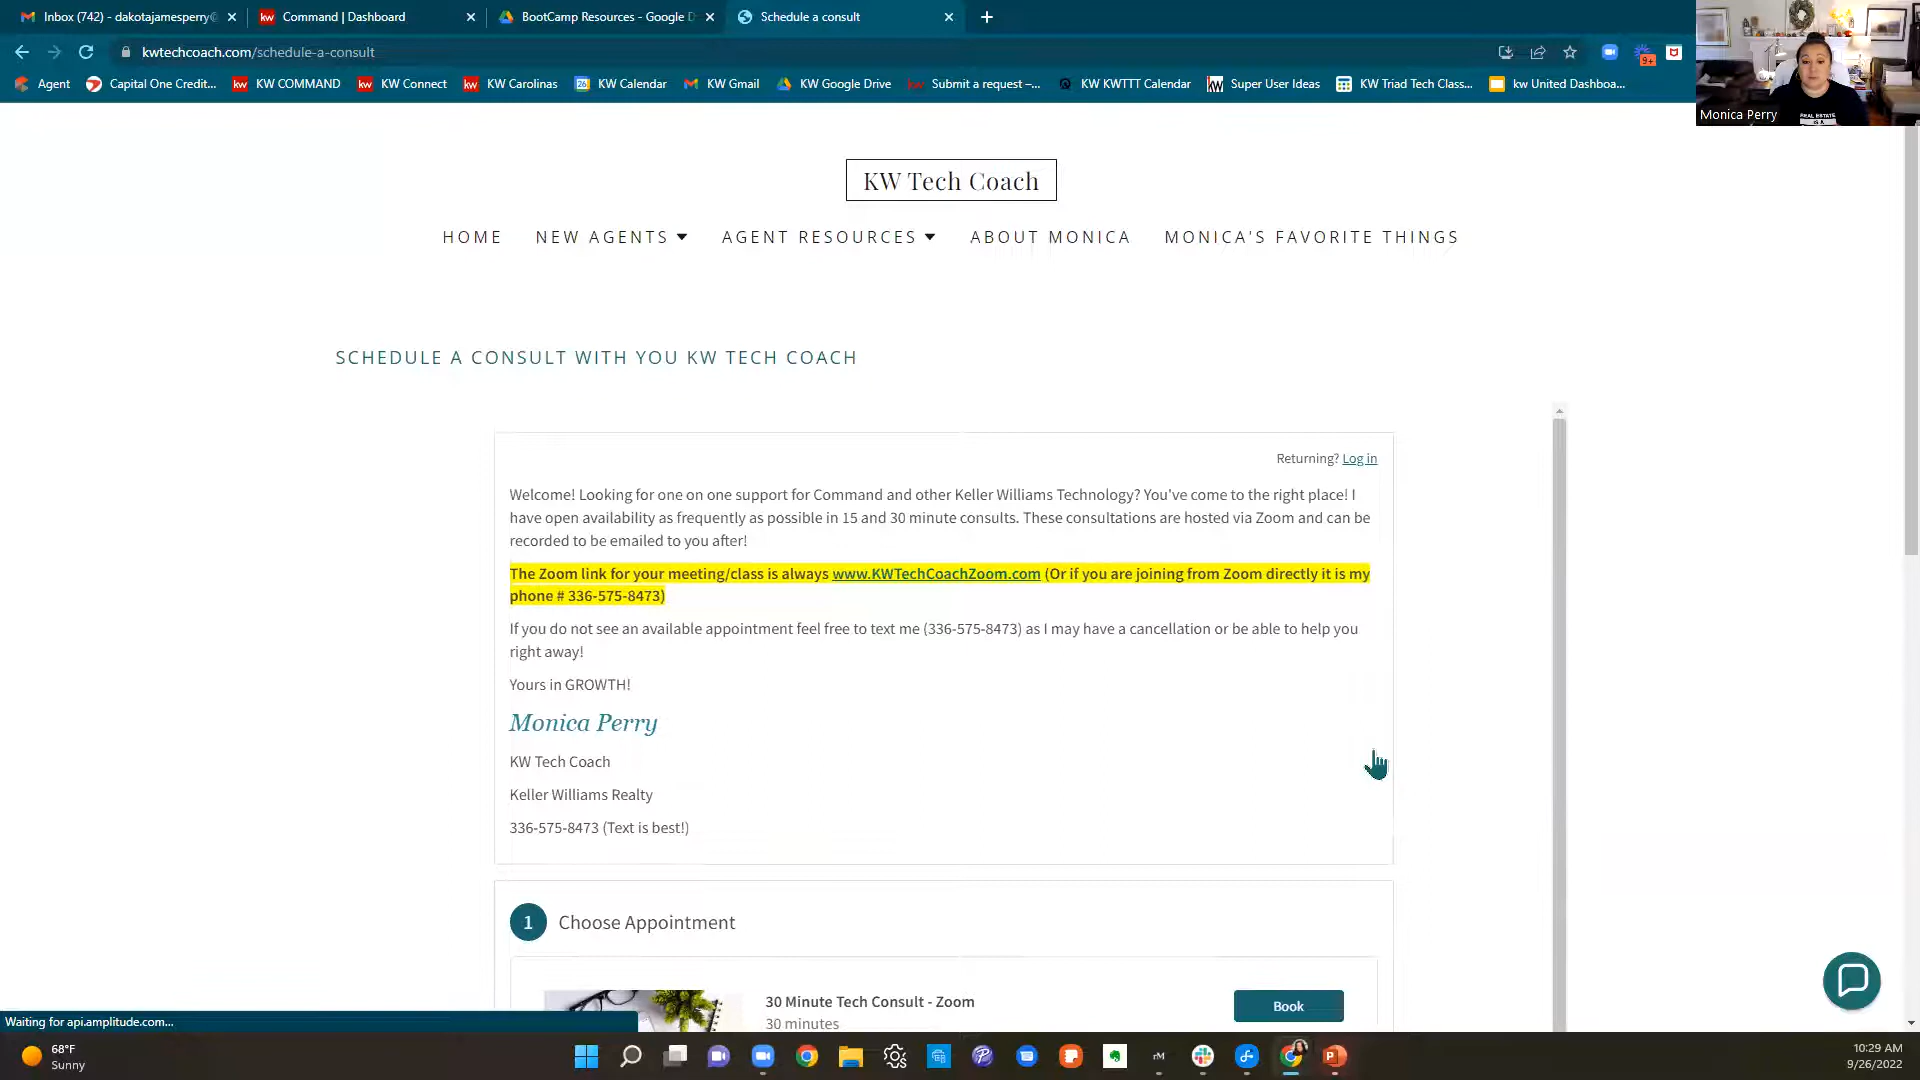 Inbox (742) - dakotajamesperry@
Command | Dashboard
BootCamp Resources - Google D
Schedule a consult
kwtechcoach.com/schedule-a-consult
9+
Agent
Capital One Credit...
KW COMMAND
KW Connect
KW Carolinas
KW Calendar
KW Gmail
KW Google Drive
Submit a request –...
KW KWTTT Calendar
Super User Ideas
KW Triad Tech Class...
kw United Dashboa...
Monica Perry
REAL ESTATE
IS A
KW Tech Coach
HOME
NEW AGENTS
AGENT RESOURCES
ABOUT MONICA
MONICA'S FAVORITE THINGS
SCHEDULE A CONSULT WITH YOU KW TECH COACH
Returning? Log in
Welcome! Looking for one on one support for Command and other Keller Williams Technology? You've come to the right place! I
have open availability as frequently as possible in 15 and 30 minute consults. These consultations are hosted via Zoom and can be
recorded to be emailed to you after!
The Zoom link for your meeting/class is always www.KWTechCoachZoom.com (Or if you are joining from Zoom directly it is my
phone # 336-575-8473)
If you do not see an available appointment feel free to text me (336-575-8473) as I may have a cancellation or be able to help you
right away!
Yours in GROWTH!
Monica Perry
KW Tech Coach
Keller Williams Realty
336-575-8473 (Text is best!)
1 Choose Appointment
30 Minute Tech Consult - Zoom
30 minutes
Book
Waiting for api.amplitude.com...
68°F
Sunny
10:29 AM
9/26/2022